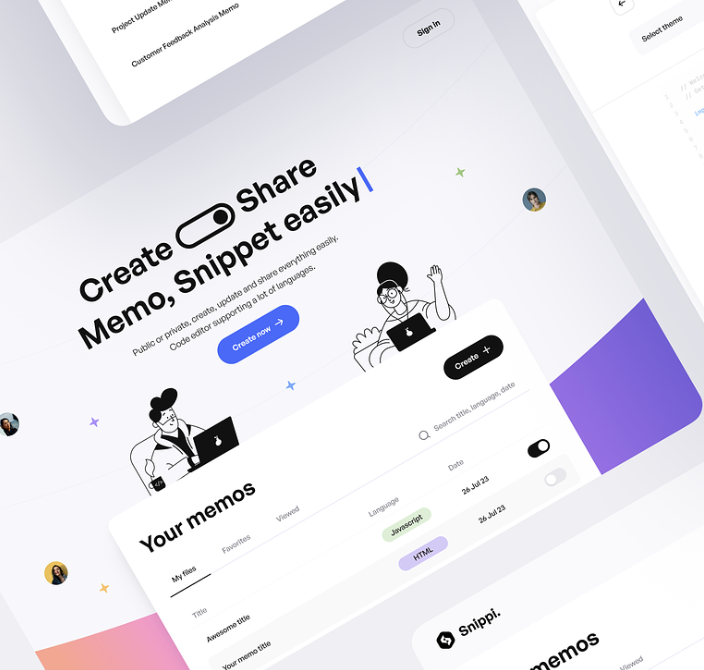 Project Update Memo
Customer Feedback Analysis Memo
Sign in
Select theme
Create Share
Memo, Snippet easily
Public or private, create, update and share everything easily.
Code editor supporting a lot of languages.
Create now →
Create +
Search title, language, date
Your memos
My files
Favorites
Viewed
Title
Language
Date
Awesome title
Javascript
26 Jul 23
Your memo title
HTML
26 Jul 23
Snippi.
memos
Viewed